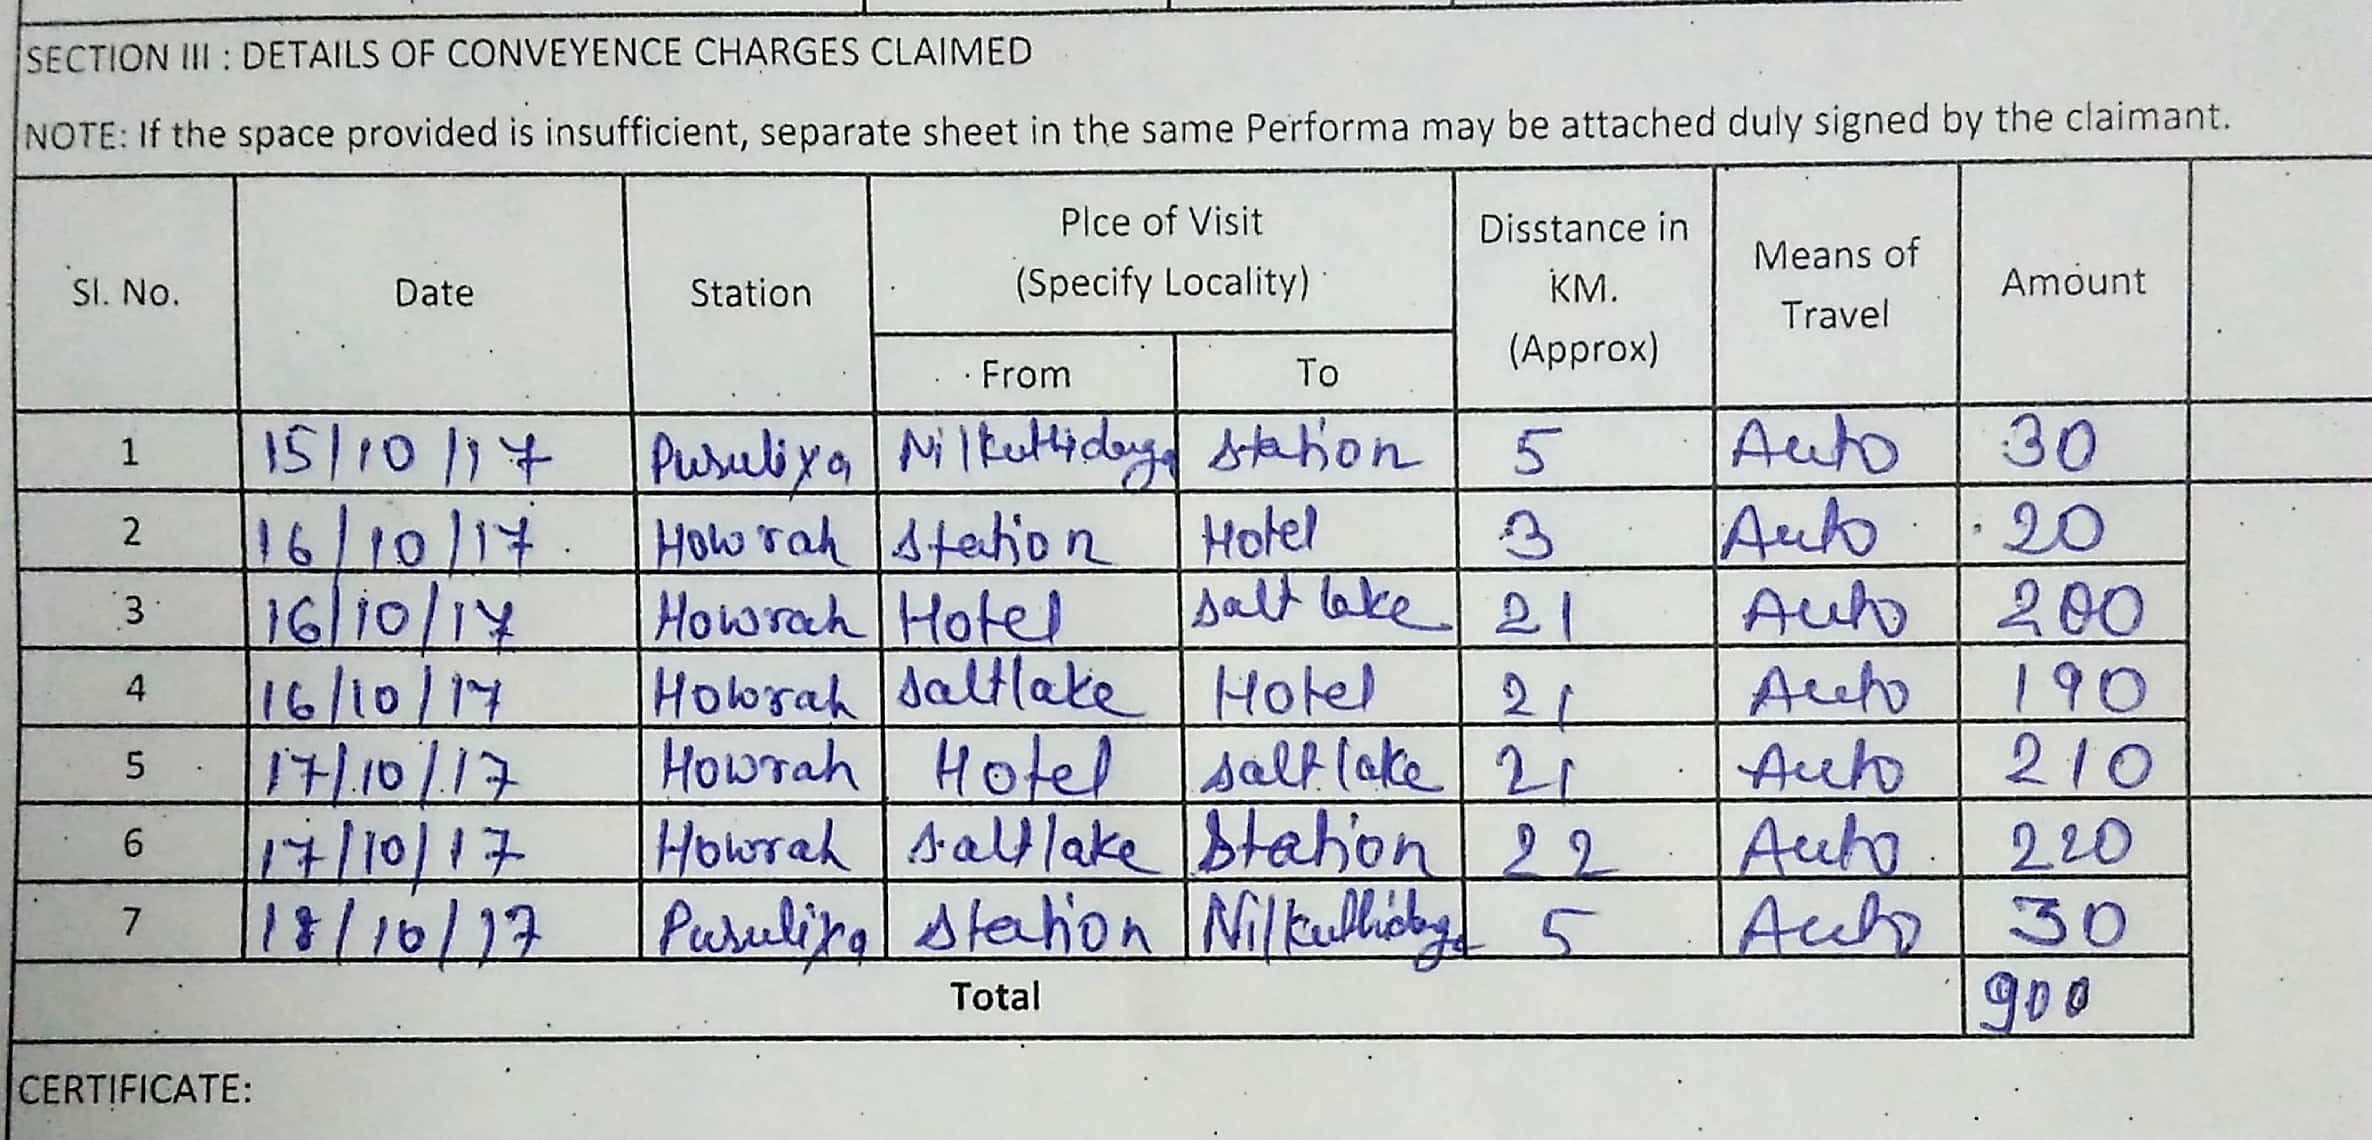 SECTION III : DETAILS OF CONVEYENCE CHARGES CLAIMED
NOTE: If the space provided is insufficient, separate sheet in the same Performa may be attached duly signed by the claimant.
Sl. No. Date Station Plce of Visit (Specify Locality) Disstance in KM. (Approx) Means of Travel Amount
From To
1 15/10/17 Pusuliya Nilkuthidanga Station 5 Auto 30
2 16/10/17 Howrah Station Hotel 3 Auto 20
3 16/10/17 Howrah Hotel Salt lake 21 Auto 200
4 16/10/17 Howrah Saltlake Hotel 21 Auto 190
5 17/10/17 Howrah Hotel Salt lake 21 Auto 210
6 17/10/17 Howrah Salt lake Station 22 Auto 220
7 18/10/17 Pusuliya Station Nilkuthidanga 5 Auto 30
Total 900
CERTIFICATE: